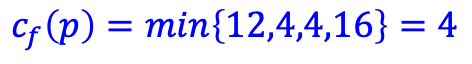 c_f(p) = min{12,4,4,16} = 4